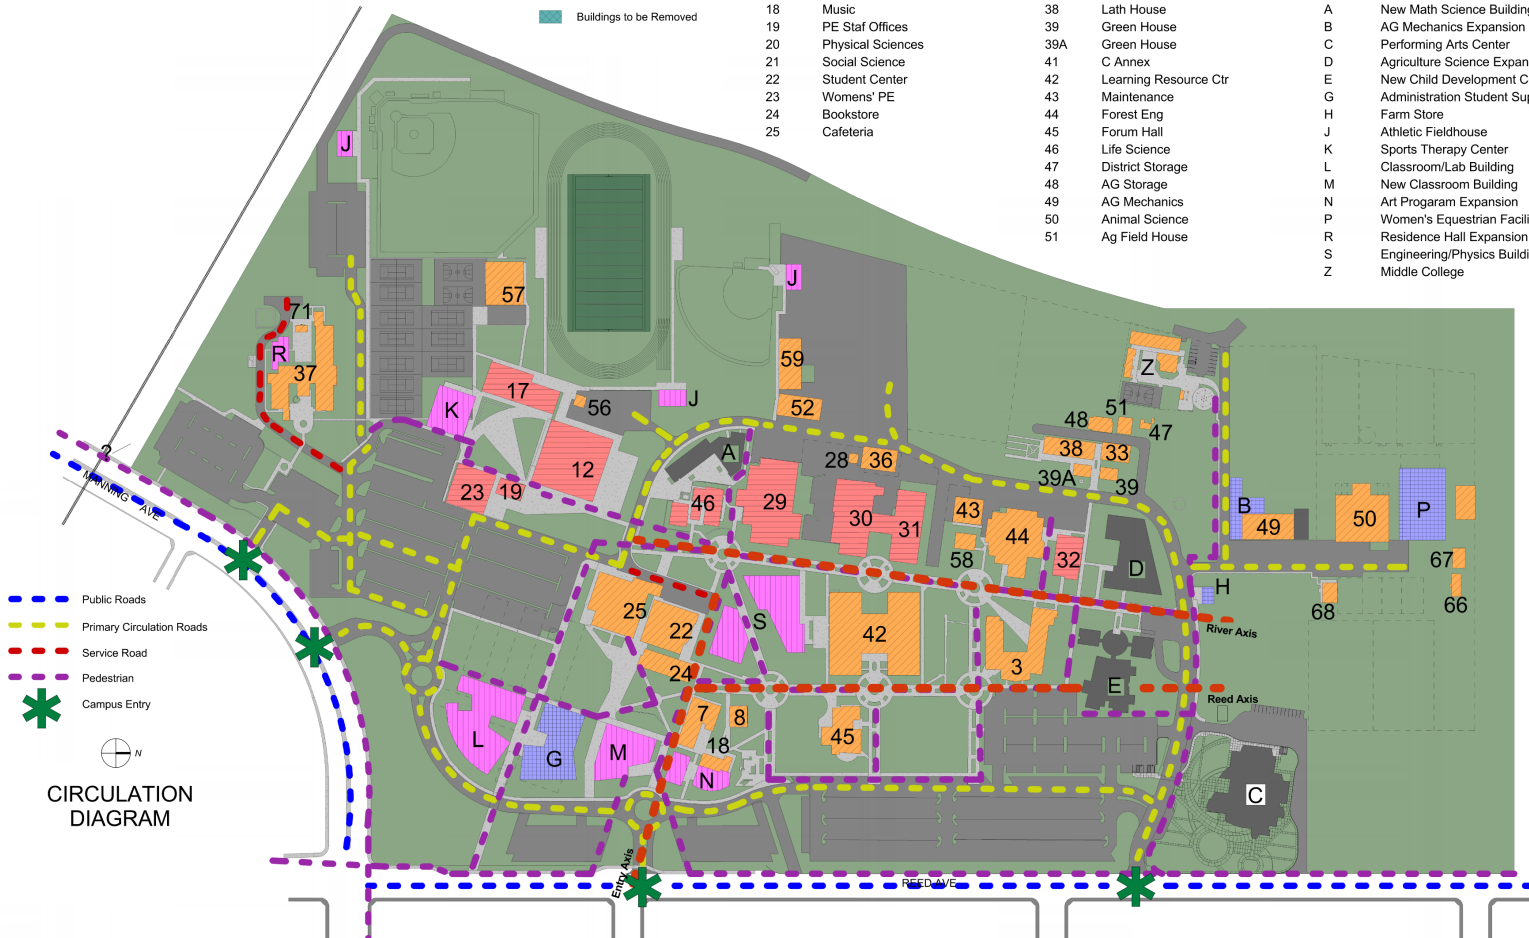 Buildings to be Removed
18 Music
19 PE Staf Offices
20 Physical Sciences
21 Social Science
22 Student Center
23 Womens' PE
24 Bookstore
25 Cafeteria
38 Lath House
39 Green House
39A Green House
41 C Annex
42 Learning Resource Ctr
43 Maintenance
44 Forest Eng
45 Forum Hall
46 Life Science
47 District Storage
48 AG Storage
49 AG Mechanics
50 Animal Science
51 Ag Field House
A New Math Science Building
B AG Mechanics Expansion
C Performing Arts Center
D Agriculture Science Expan
E New Child Development C
G Administration Student Su
H Farm Store
J Athletic Fieldhouse
K Sports Therapy Center
L Classroom/Lab Building
M New Classroom Building
N Art Progaram Expansion
P Women's Equestrian Facili
R Residence Hall Expansion
S Engineering/Physics Buildi
Z Middle College
J
J
57
71
R
37
59
Z
17
K
J
56
52
51
48
47
A
28
36
38
33
12
39A
39
23
19
46
29
30
31
43
44
B
49
50
P
?
MANNING AVE
58
32
D
67
H
68
66
25
22
S
42
3
River Axis
24
E
Reed Axis
7
8
18
45
L
G
M
N
C
Public Roads
Primary Circulation Roads
Service Road
Pedestrian
Campus Entry
N
CIRCULATION
DIAGRAM
Entry Axis
REED AVE